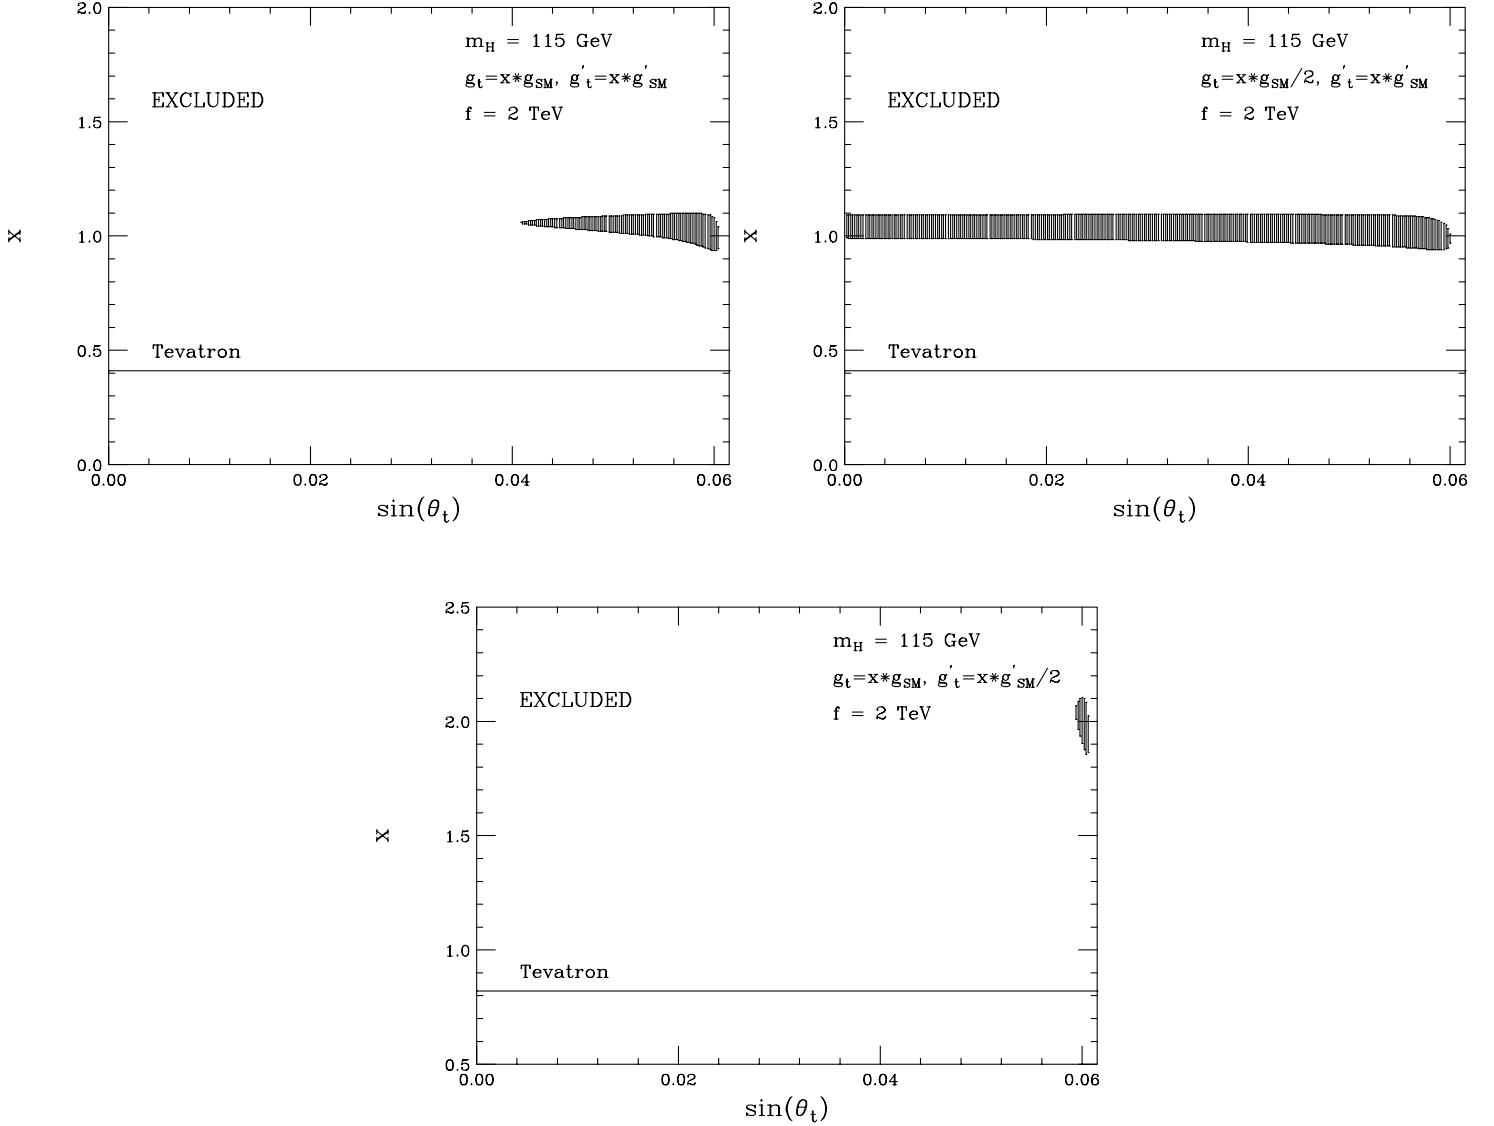 2.0
1.5
1.0
0.5
0.0
x
m_H = 115 GeV
g_t=x*g_SM, g'_t=x*g'_SM
f = 2 TeV
EXCLUDED
Tevatron
0.00 0.02 0.04 0.06
sin(θ_t)
2.0
1.5
1.0
0.5
0.0
x
m_H = 115 GeV
g_t=x*g_SM/2, g'_t=x*g'_SM
f = 2 TeV
EXCLUDED
Tevatron
0.00 0.02 0.04 0.06
sin(θ_t)
2.5
2.0
1.5
1.0
0.5
x
m_H = 115 GeV
g_t=x*g_SM, g'_t=x*g'_SM/2
f = 2 TeV
EXCLUDED
Tevatron
0.00 0.02 0.04 0.06
sin(θ_t)